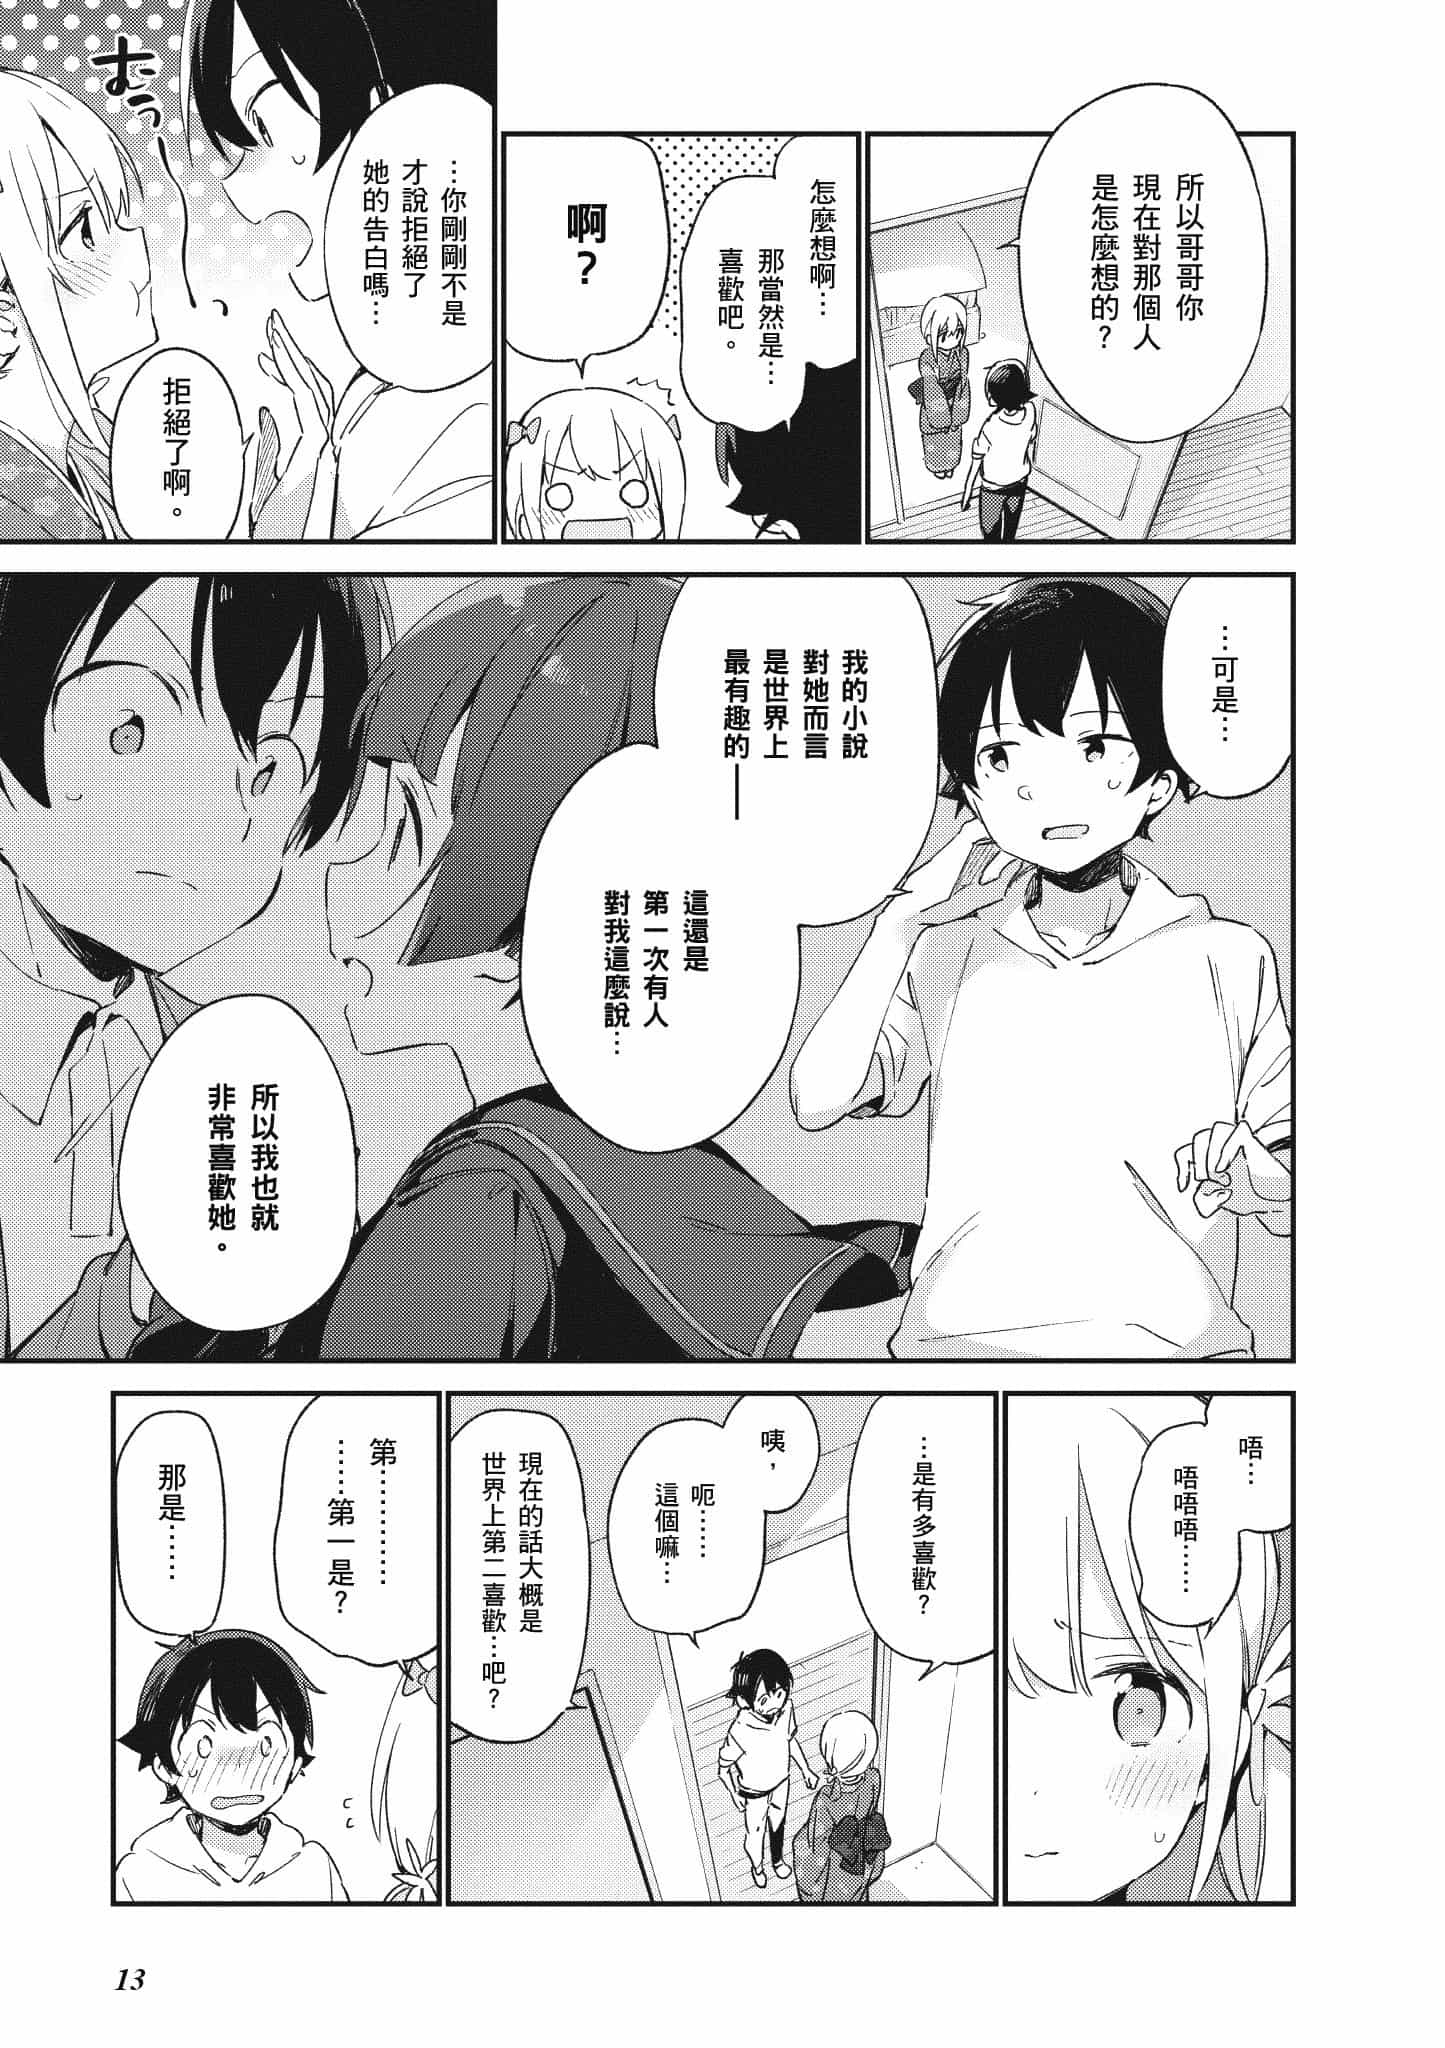 所以哥哥你
現在對那個人
是怎麼想的？
怎麼想啊…
那當然是…
喜歡吧。
啊？
…你剛剛不是
才說拒絕了
她的告白嗎…
むぅー
拒絕了啊。
…可是…
我的小說
對她而言
是世界上
最有趣的——
這還是
第一次有人
對我這麼說…
所以我也就
非常喜歡她。
唔…
唔唔唔……
…是有多喜歡？
咦，
呃……
這個嘛…
現在的話大概是
世界上第二喜歡…吧？
第…………
……第一是？
那是……
13